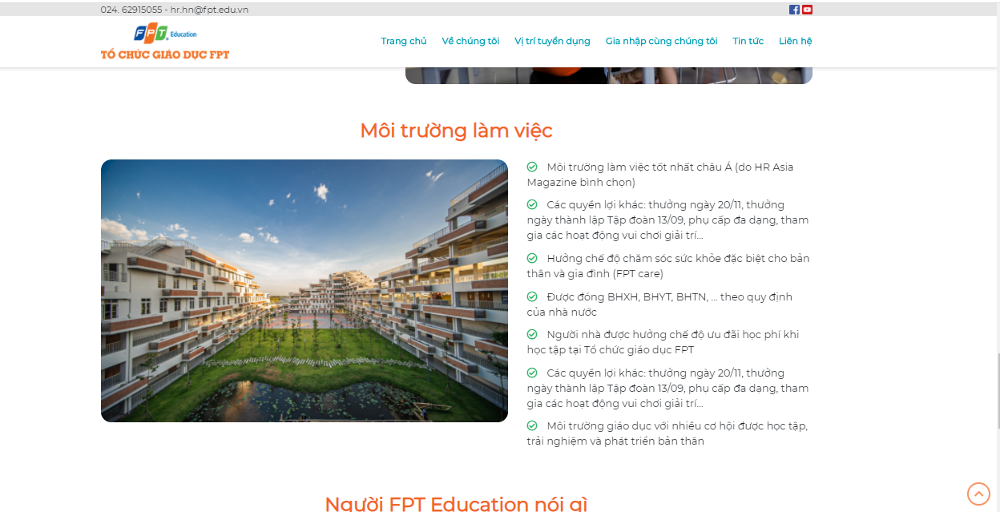 024. 62915055 - hr.hn@fpt.edu.vn
FPT Education
TỔ CHỨC GIÁO DỤC FPT
Trang chủ Về chúng tôi Vị trí tuyển dụng Gia nhập cùng chúng tôi Tin tức Liên hệ
Môi trường làm việc
Môi trường làm việc tốt nhất châu Á (do HR Asia
Magazine bình chọn)
Các quyền lợi khác: thưởng ngày 20/11, thưởng
ngày thành lập Tập đoàn 13/09, phụ cấp đa dạng, tham
gia các hoạt động vui chơi giải trí...
Hưởng chế độ chăm sóc sức khỏe đặc biệt cho bản
thân và gia đình (FPT care)
Được đóng BHXH, BHYT, BHTN, ... theo quy định
của nhà nước
Người nhà được hưởng chế độ ưu đãi học phí khi
học tập tại Tổ chức giáo dục FPT
Các quyền lợi khác: thưởng ngày 20/11, thưởng
ngày thành lập Tập đoàn 13/09, phụ cấp đa dạng, tham
gia các hoạt động vui chơi giải trí...
Môi trường giáo dục với nhiều cơ hội được học tập,
trải nghiệm và phát triển bản thân
Người FPT Education nói gì